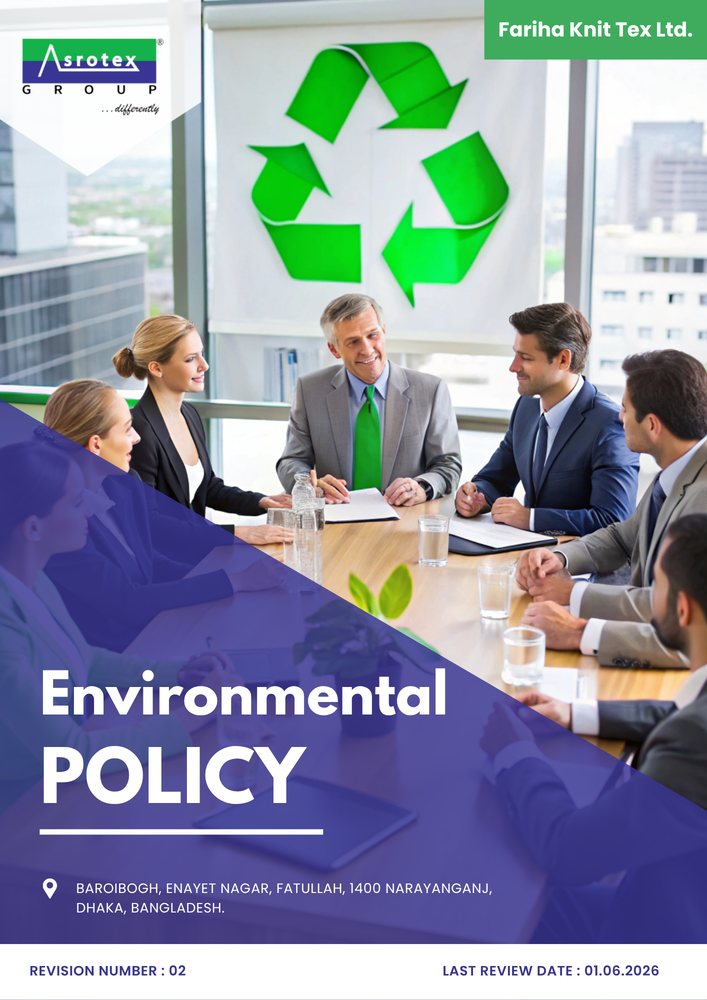 Fariha Knit Tex Ltd.
Asrotex ®
GROUP
...differently
Environmental
POLICY
BAROIBOGH, ENAYET NAGAR, FATULLAH, 1400 NARAYANGANJ,
DHAKA, BANGLADESH.
REVISION NUMBER : 02
LAST REVIEW DATE : 01.06.2026